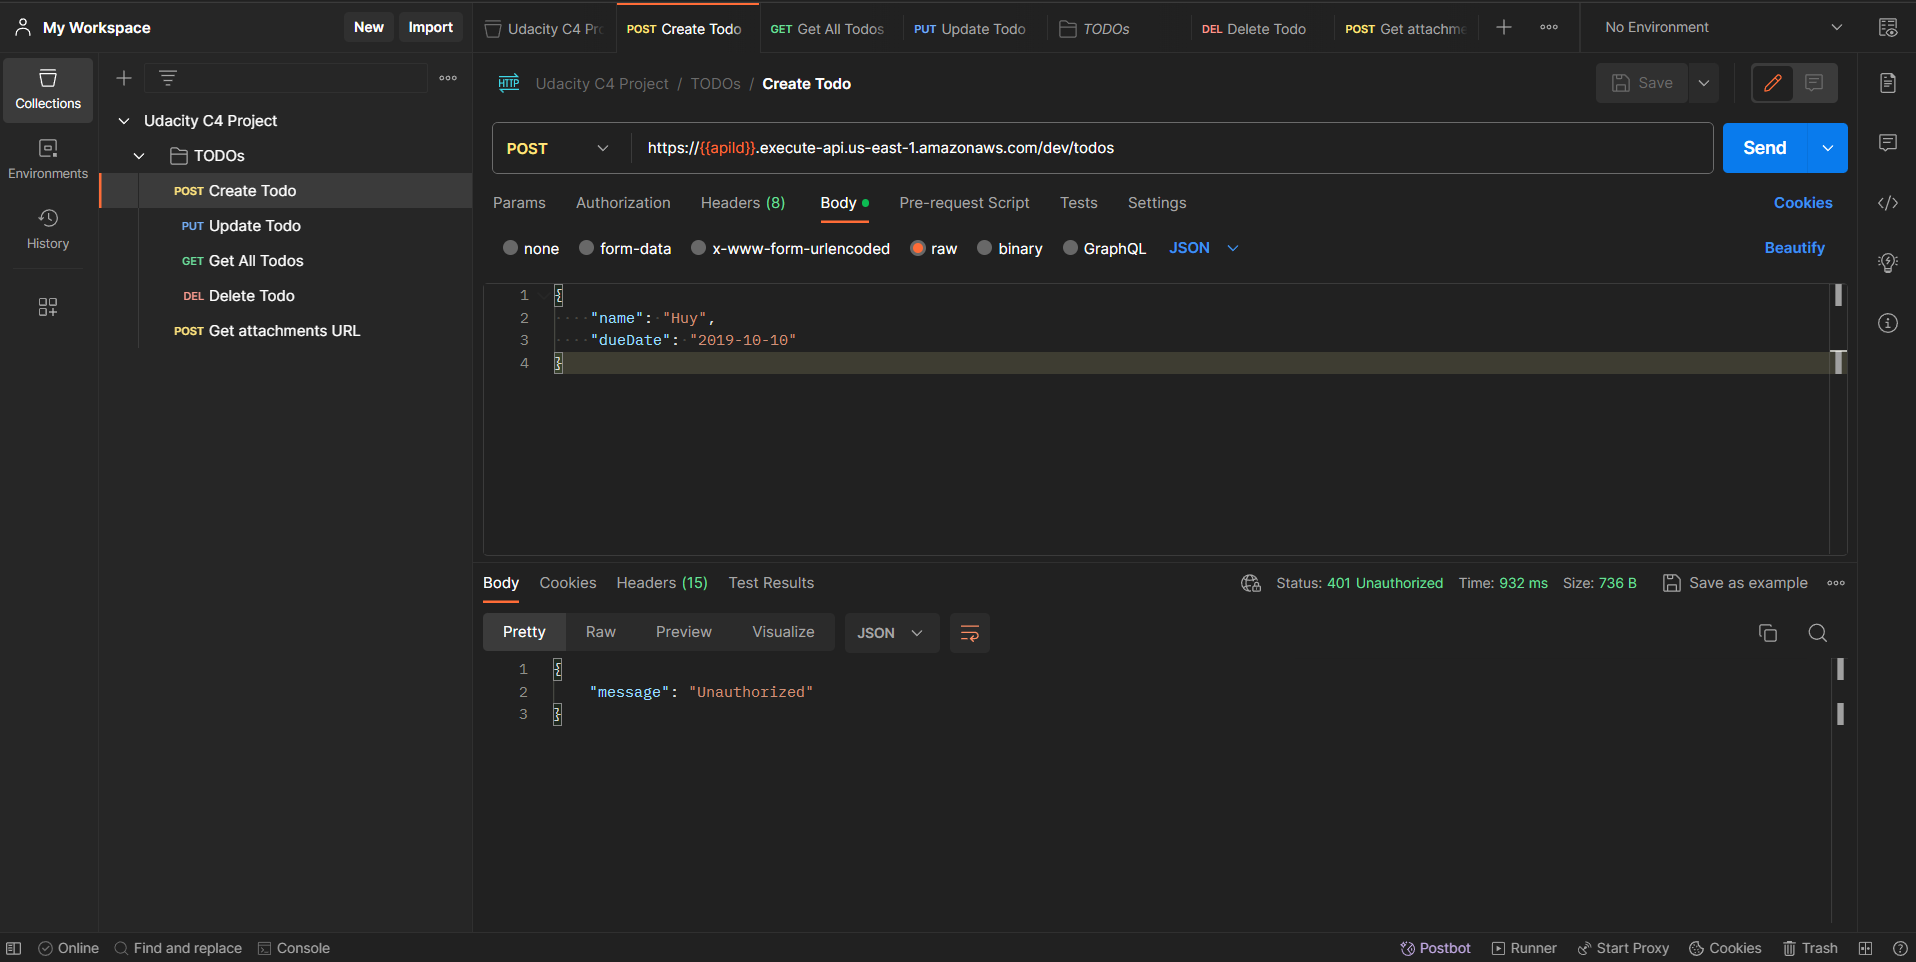 My Workspace
New
Import
Udacity C4 Pr
POST Create Todo
GET Get All Todos
PUT Update Todo
TODOs
DEL Delete Todo
POST Get attachme
No Environment
Collections
Environments
History
Udacity C4 Project
TODOs
POST Create Todo
PUT Update Todo
GET Get All Todos
DEL Delete Todo
POST Get attachments URL
HTTP
Udacity C4 Project / TODOs / Create Todo
Save
POST
https://{{apiId}}.execute-api.us-east-1.amazonaws.com/dev/todos
Send
Params
Authorization
Headers (8)
Body
Pre-request Script
Tests
Settings
Cookies
none
form-data
x-www-form-urlencoded
raw
binary
GraphQL
JSON
Beautify
1 {
2 "name": "Huy",
3 "dueDate": "2019-10-10"
4 }
Body
Cookies
Headers (15)
Test Results
Status: 401 Unauthorized
Time: 932 ms
Size: 736 B
Save as example
Pretty
Raw
Preview
Visualize
JSON
1 {
2 "message": "Unauthorized"
3 }
Online
Find and replace
Console
Postbot
Runner
Start Proxy
Cookies
Trash